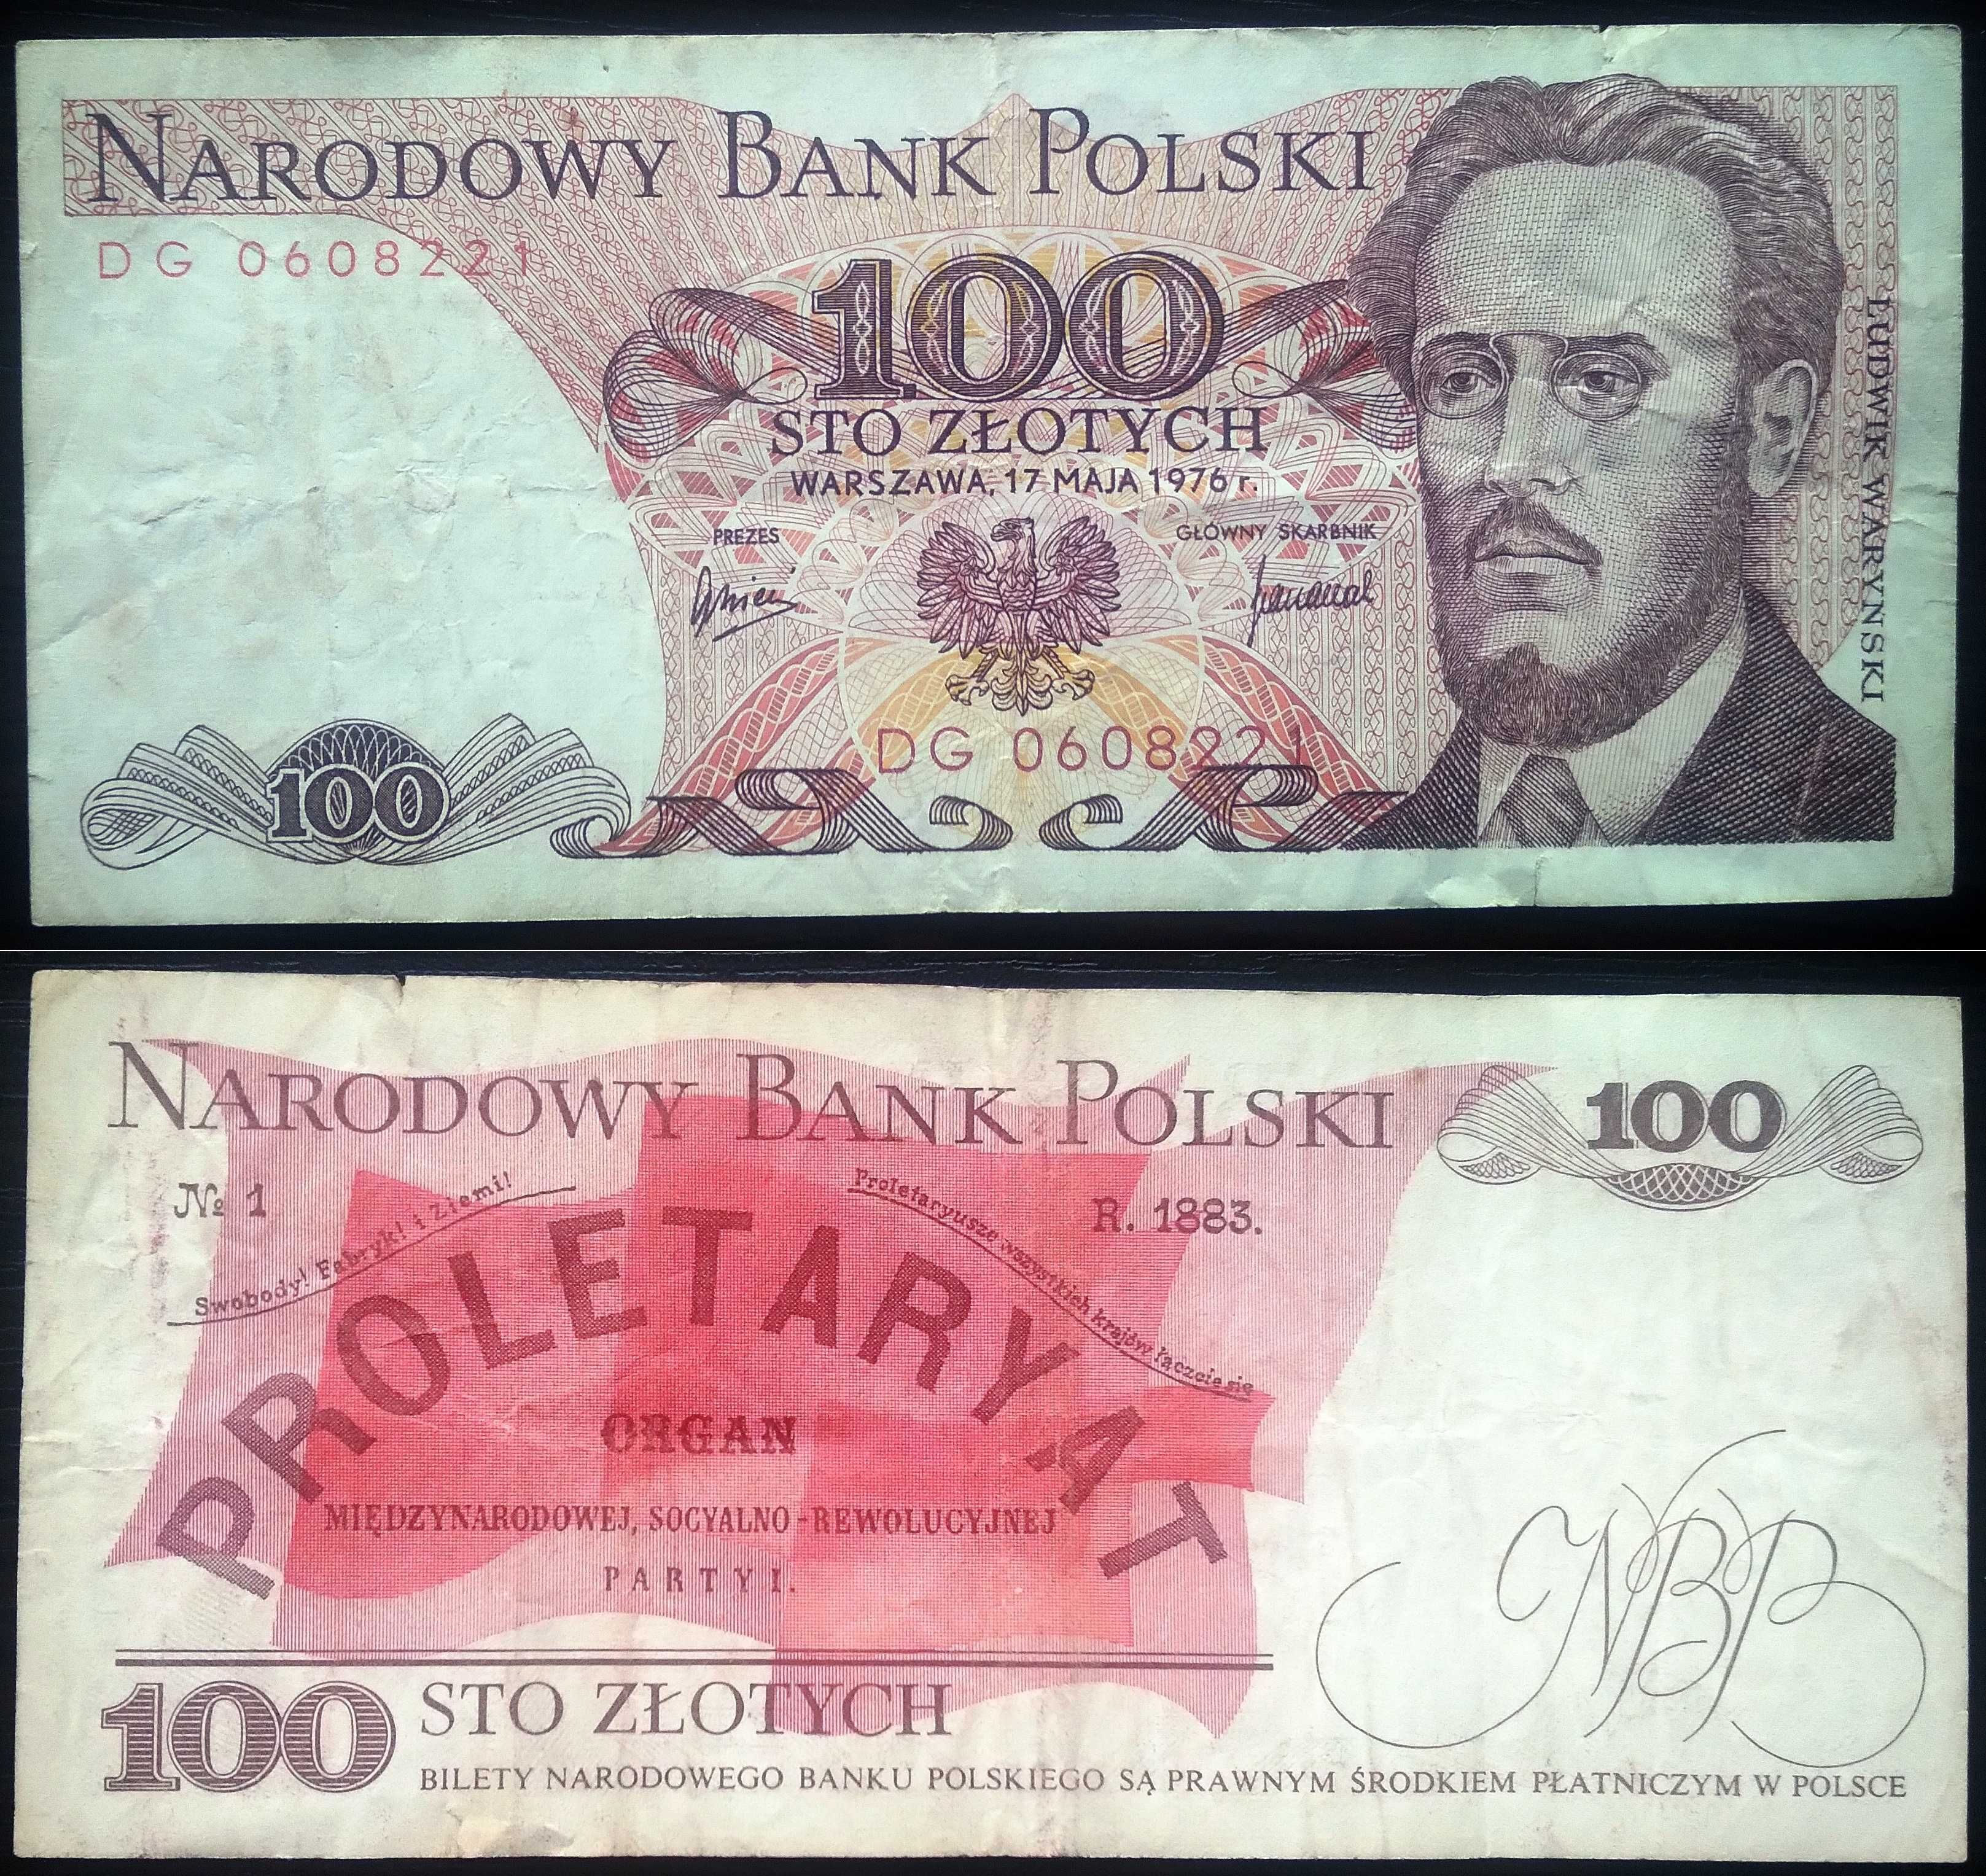 NARODOWY BANK POLSKI
DG 0608221
100
STO ZŁOTYCH
WARSZAWA, 17 MAJA 1976 r.
PREZES
GŁÓWNY SKARBNIK
LUDWIK WARYŃSKI
DG 0608221
100
NARODOWY BANK POLSKI
100
№ 1
R. 1883.
Swobody! Fabryk! i Ziemi!
Proletaryusze wszystkich krajów łączcie się
PROLETARYAT
ORGAN
MIĘDZYNARODOWEJ, SOCYALNO-REWOLUCYJNEJ
PARTYI.
NBP
100 STO ZŁOTYCH
BILETY NARODOWEGO BANKU POLSKIEGO SĄ PRAWNYM ŚRODKIEM PŁATNICZYM W POLSCE